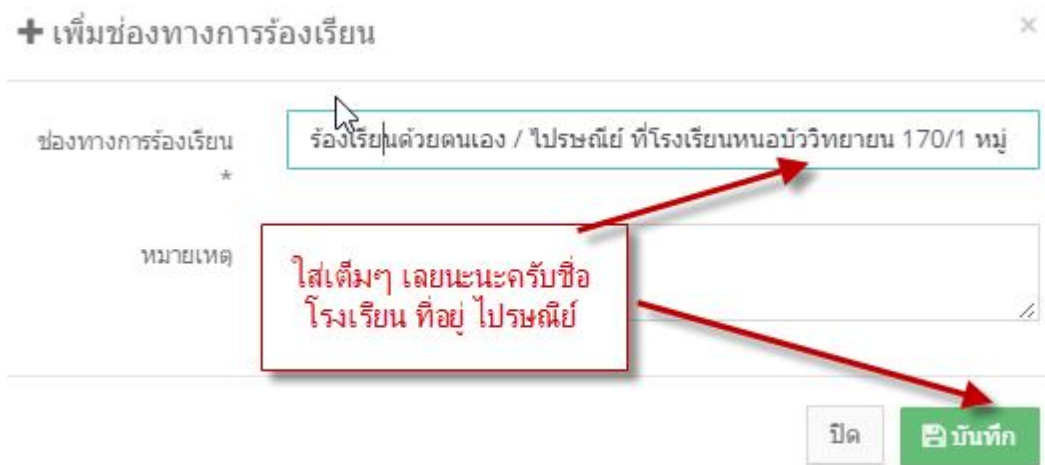 + เพิ่มช่องทางการร้องเรียน
×
ช่องทางการร้องเรียน
*
ร้องเรียนด้วยตนเอง / ไปรษณีย์ ที่โรงเรียนหนอบัววิทยายน 170/1 หมู่
หมายเหตุ
ใส่เต็มๆ เลยนะนะครับชื่อ
โรงเรียน ที่อยู่ ไปรษณีย์
ปิด
บันทึก